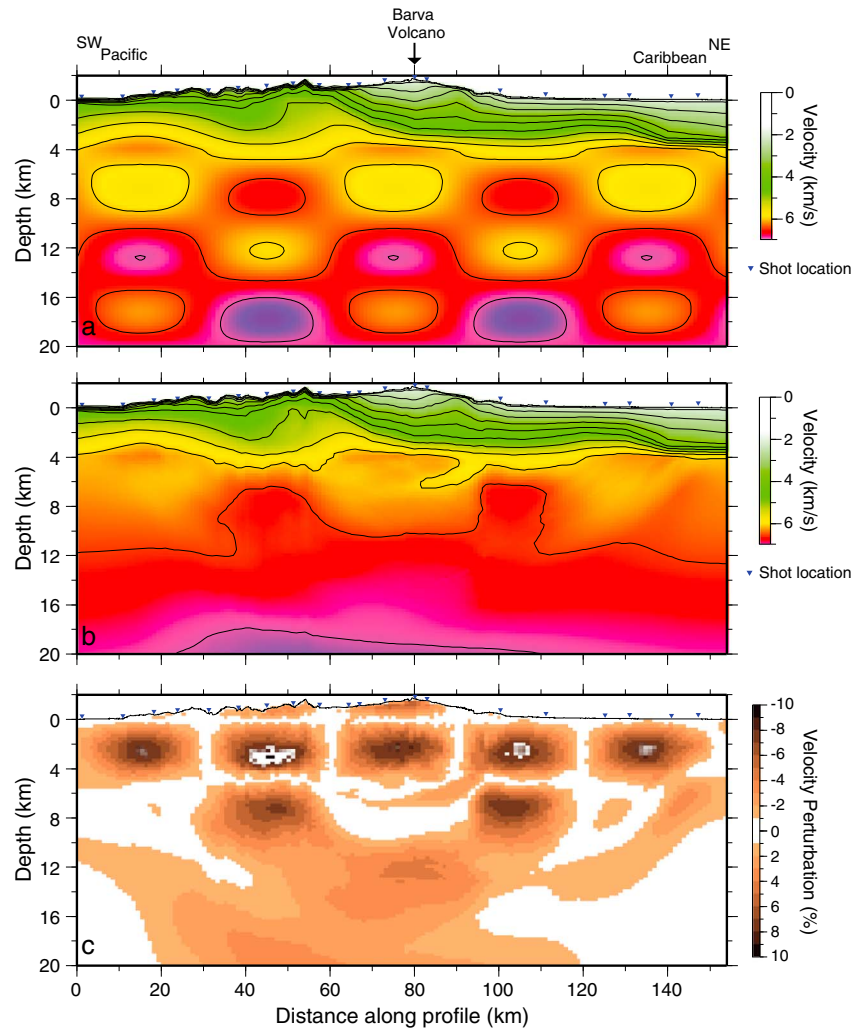 SW
Pacific
Barva
Volcano
Caribbean
NE
0
4
8
12
16
20
Depth (km)
a
0
2
4
6
Velocity (km/s)
Shot location
0
4
8
12
16
20
Depth (km)
b
0
2
4
6
Velocity (km/s)
Shot location
0
4
8
12
16
20
Depth (km)
c
-10
-8
-6
-4
-2
0
2
4
6
8
10
Velocity Perturbation (%)
0
20
40
60
80
100
120
140
Distance along profile (km)